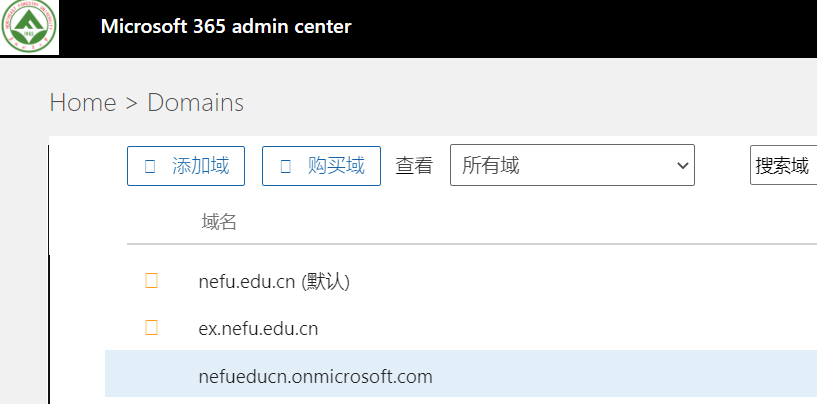 Microsoft 365 admin center
Home > Domains
添加域 购买域 查看 所有域 搜索域
域名
nefu.edu.cn (默认)
ex.nefu.edu.cn
nefueducn.onmicrosoft.com